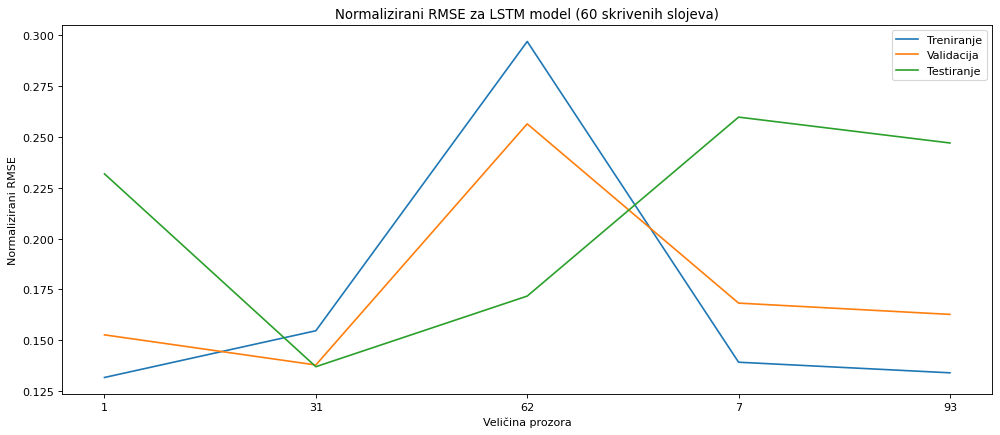 Normalizirani RMSE za LSTM model (60 skrivenih slojeva)
Treniranje
Validacija
Testiranje
Normalizirani RMSE
0.300
0.275
0.250
0.225
0.200
0.175
0.150
0.125
1 31 62 7 93
Veličina prozora